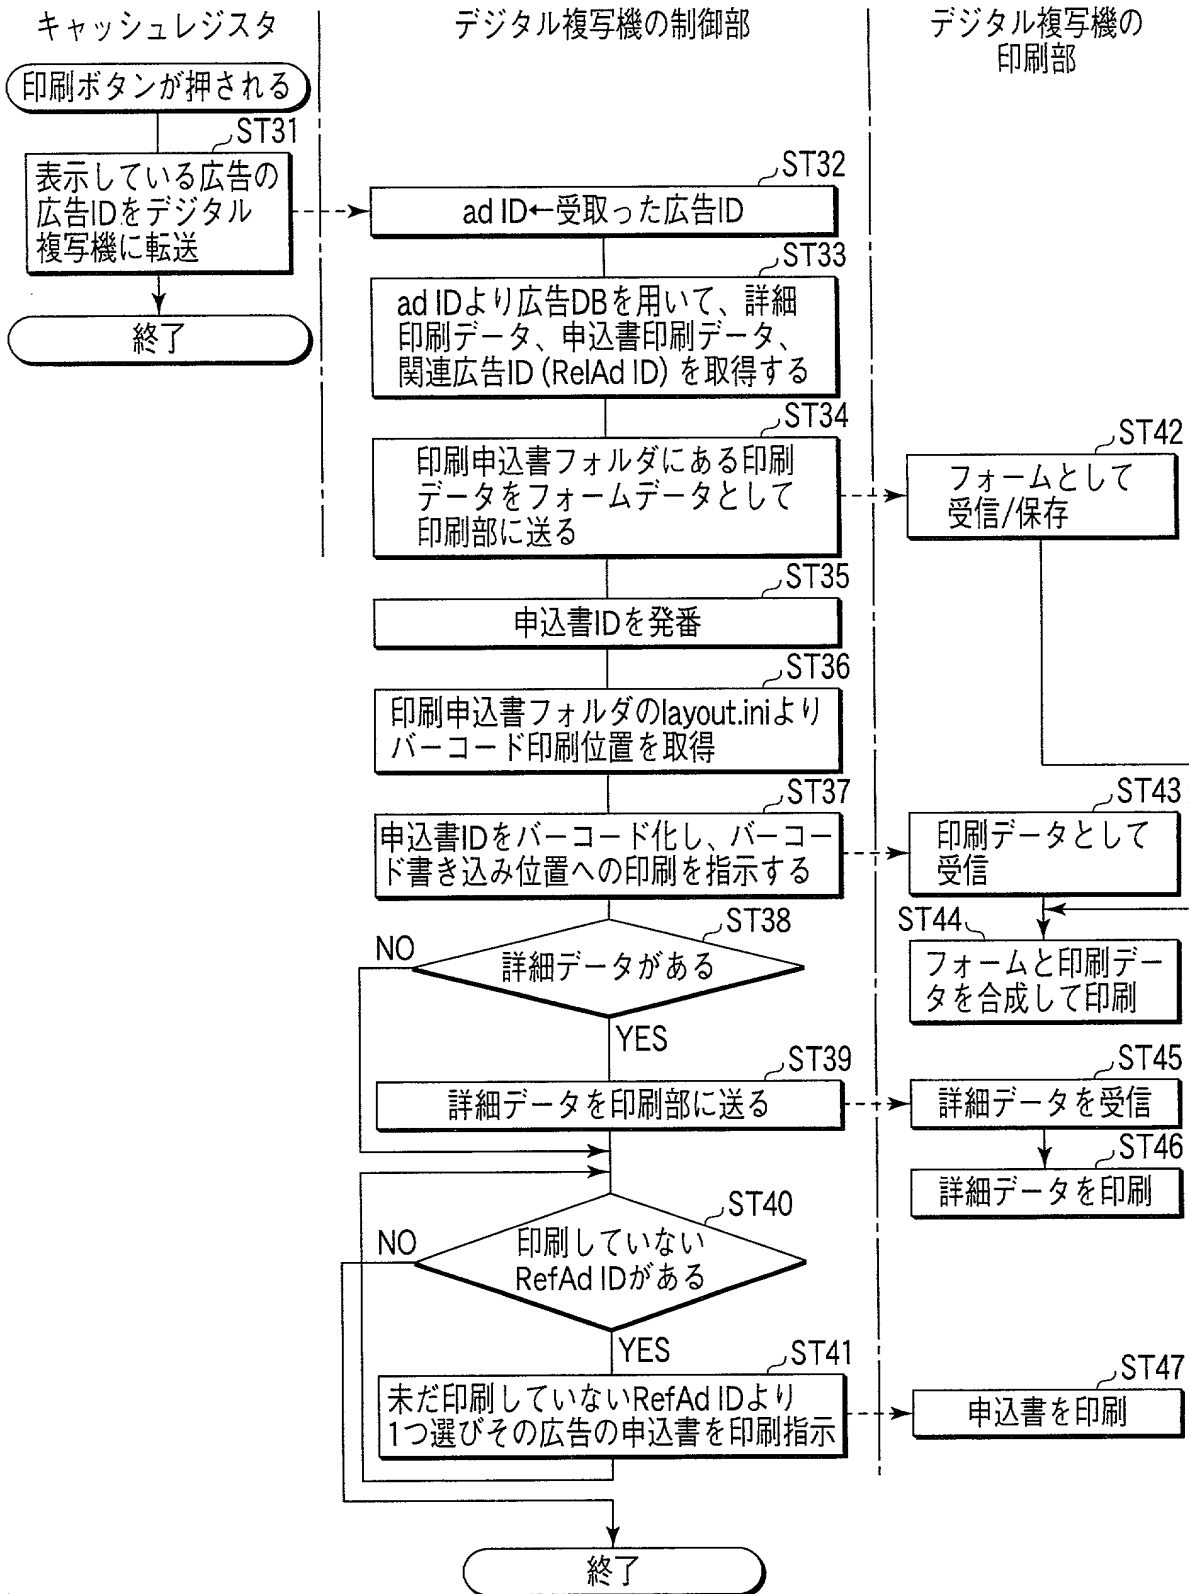 キャッシュレジスタ
印刷ボタンが押される
ST31
表示している広告の
広告IDをデジタル
複写機に転送
終了
デジタル複写機の制御部
ST32
ad ID←受取った広告ID
ST33
ad IDより広告DBを用いて、詳細
印刷データ、申込書印刷データ、
関連広告ID(RelAd ID)を取得する
ST34
印刷申込書フォルダにある印刷
データをフォームデータとして
印刷部に送る
ST35
申込書IDを発番
ST36
印刷申込書フォルダのlayout.iniより
バーコード印刷位置を取得
ST37
申込書IDをバーコード化し、バーコー
ド書き込み位置への印刷を指示する
ST38
詳細データがある
NO
YES
ST39
詳細データを印刷部に送る
ST40
印刷していない
RefAd IDがある
NO
YES
ST41
未だ印刷していないRefAd IDより
1つ選びその広告の申込書を印刷指示
終了
デジタル複写機の
印刷部
ST42
フォームとして
受信/保存
ST43
印刷データとして
受信
ST44
フォームと印刷デー
タを合成して印刷
ST45
詳細データを受信
ST46
詳細データを印刷
ST47
申込書を印刷